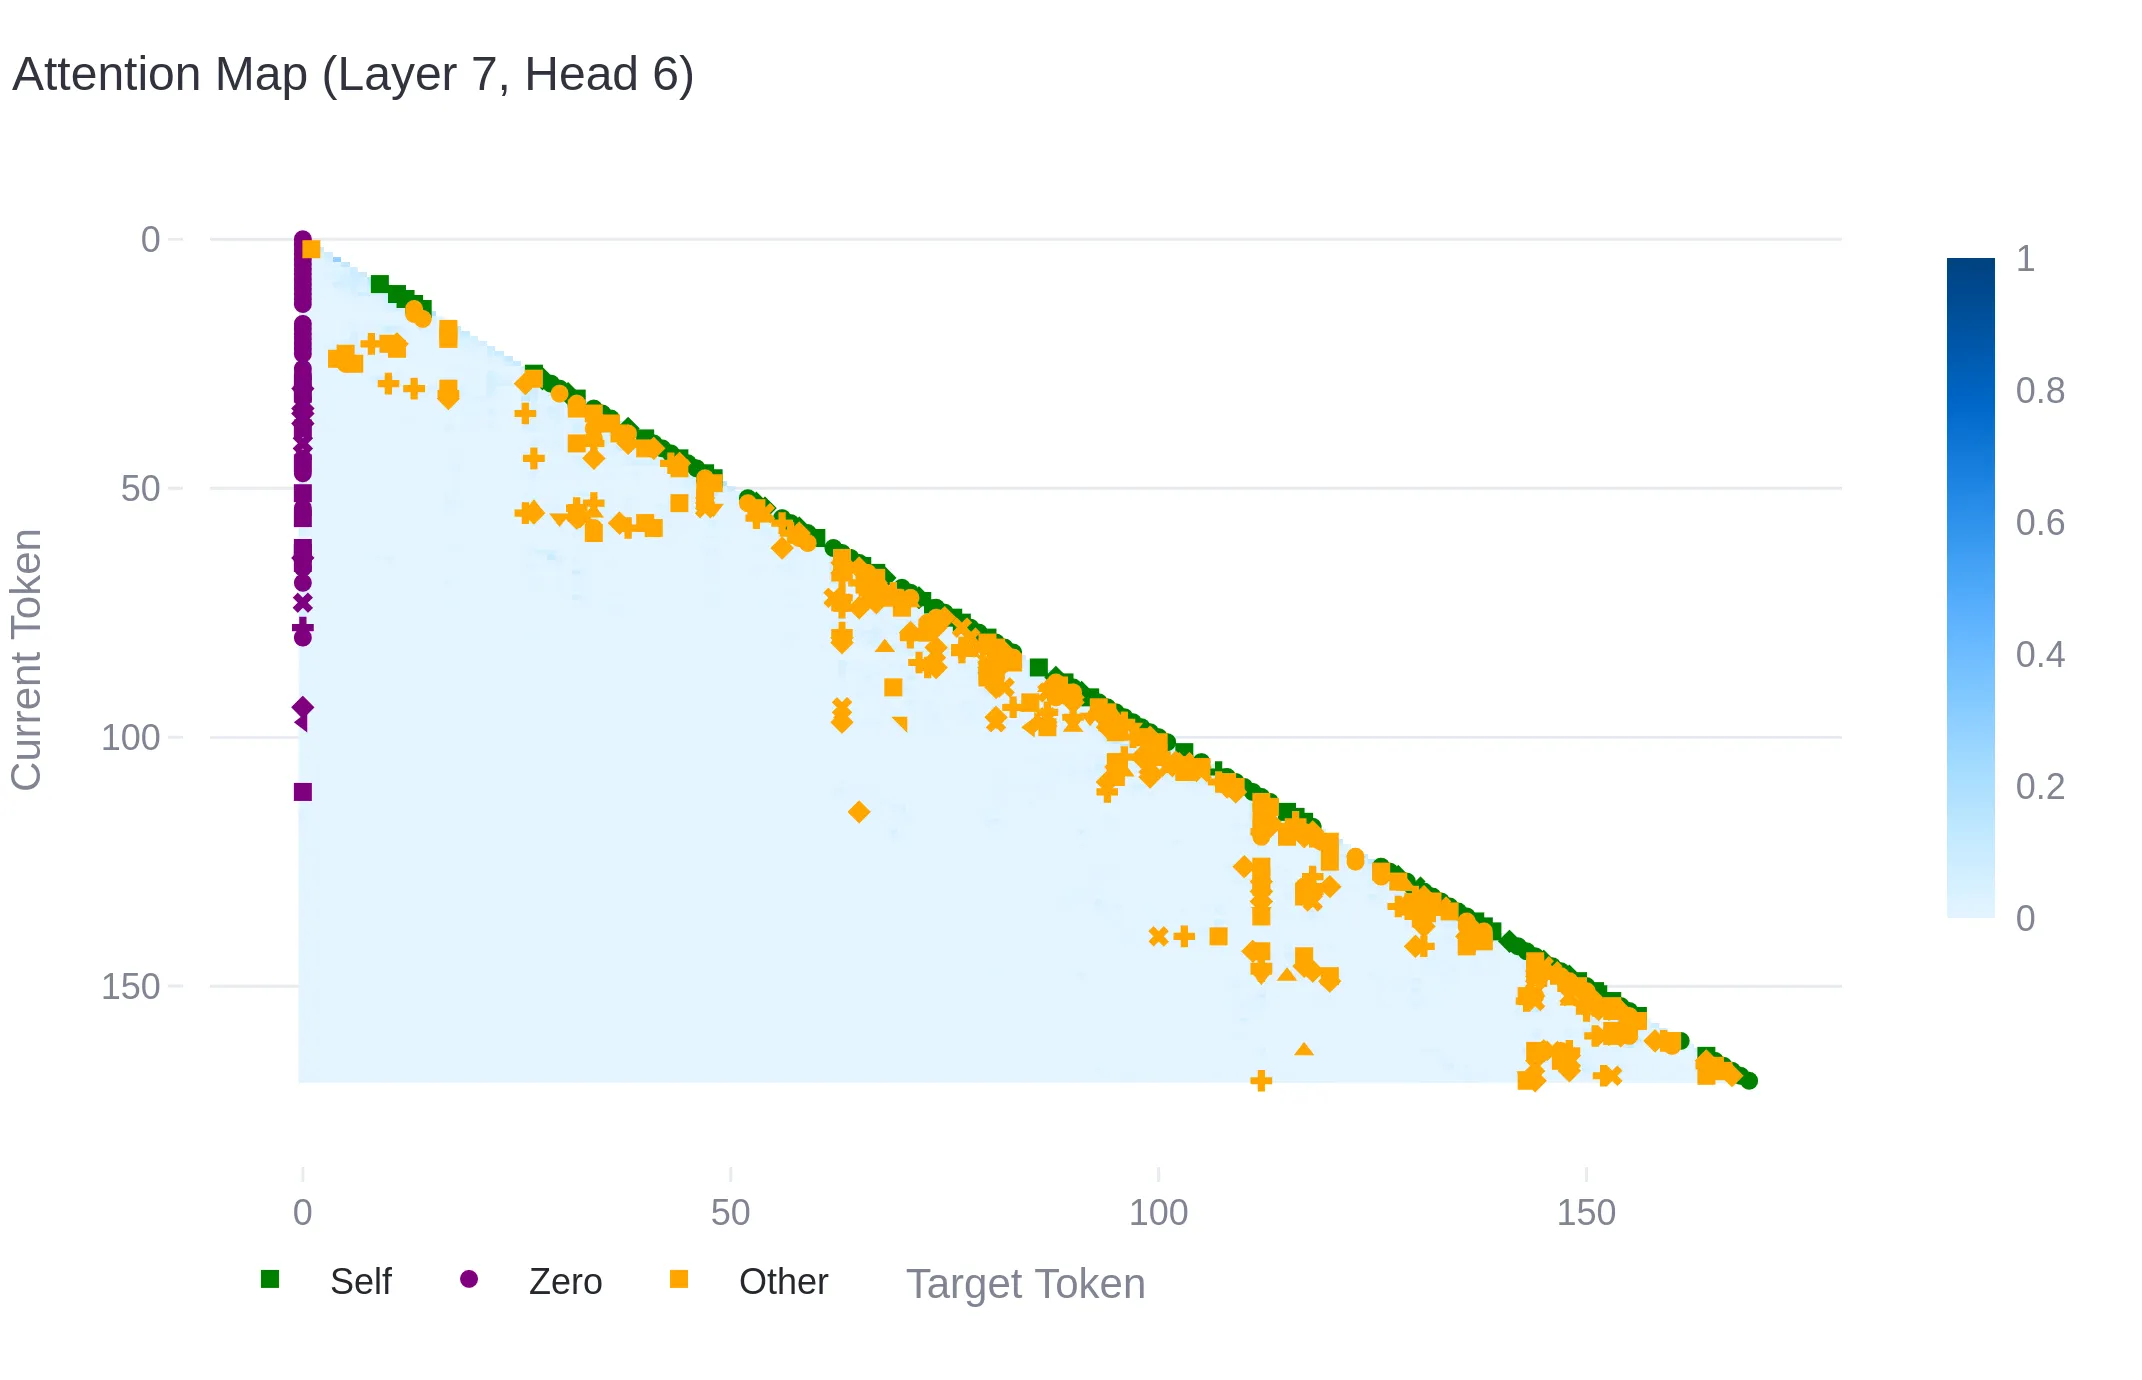 Attention Map (Layer 7, Head 6)
Current Token
0
50
100
150
0
50
100
150
Target Token
Self
Zero
Other
1
0.8
0.6
0.4
0.2
0